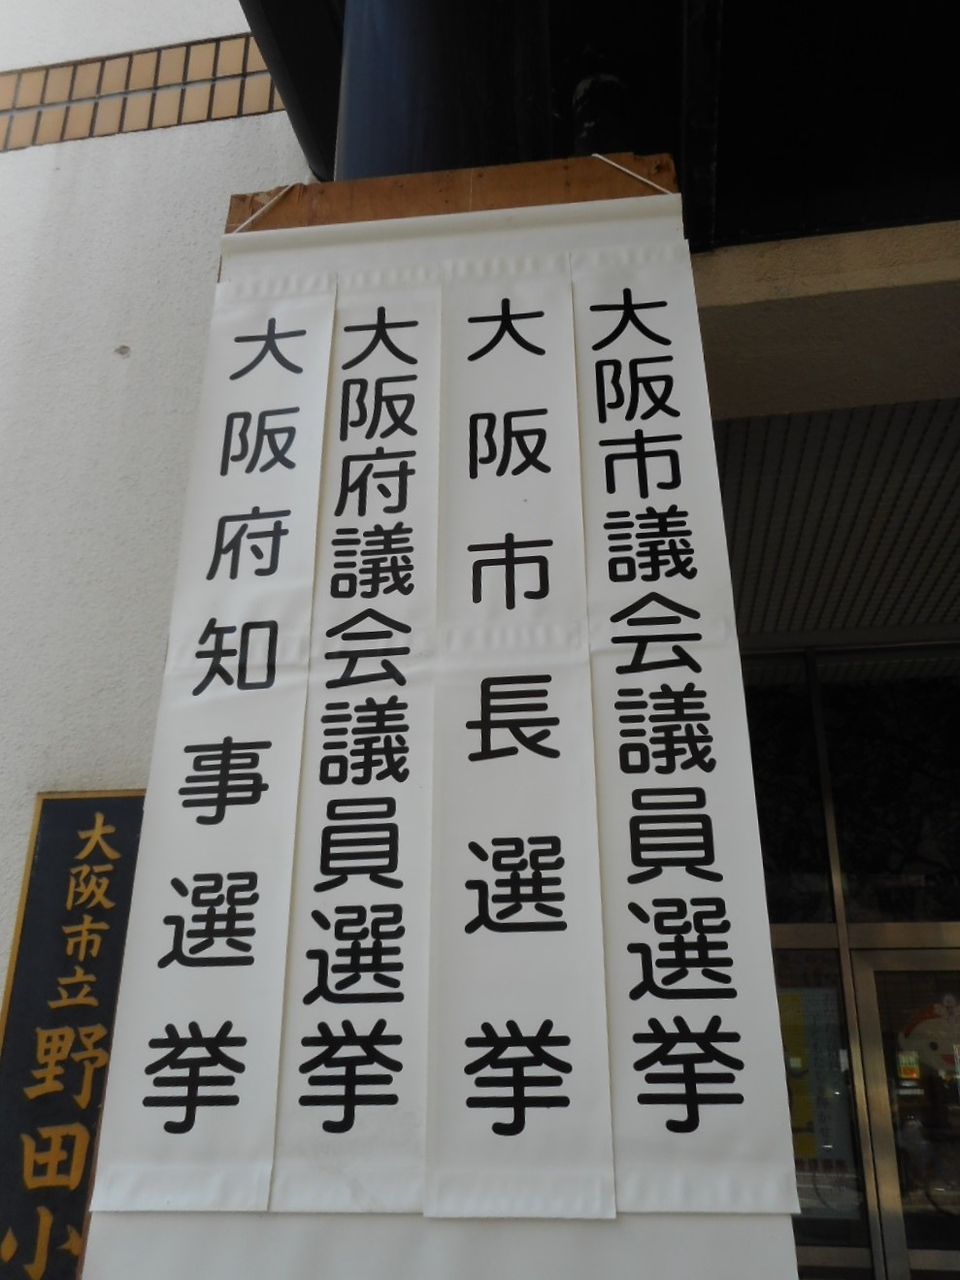 大阪市議会議員選挙
大阪市長選挙
大阪府議会議員選挙
大阪府知事選挙
大阪市立
野田小